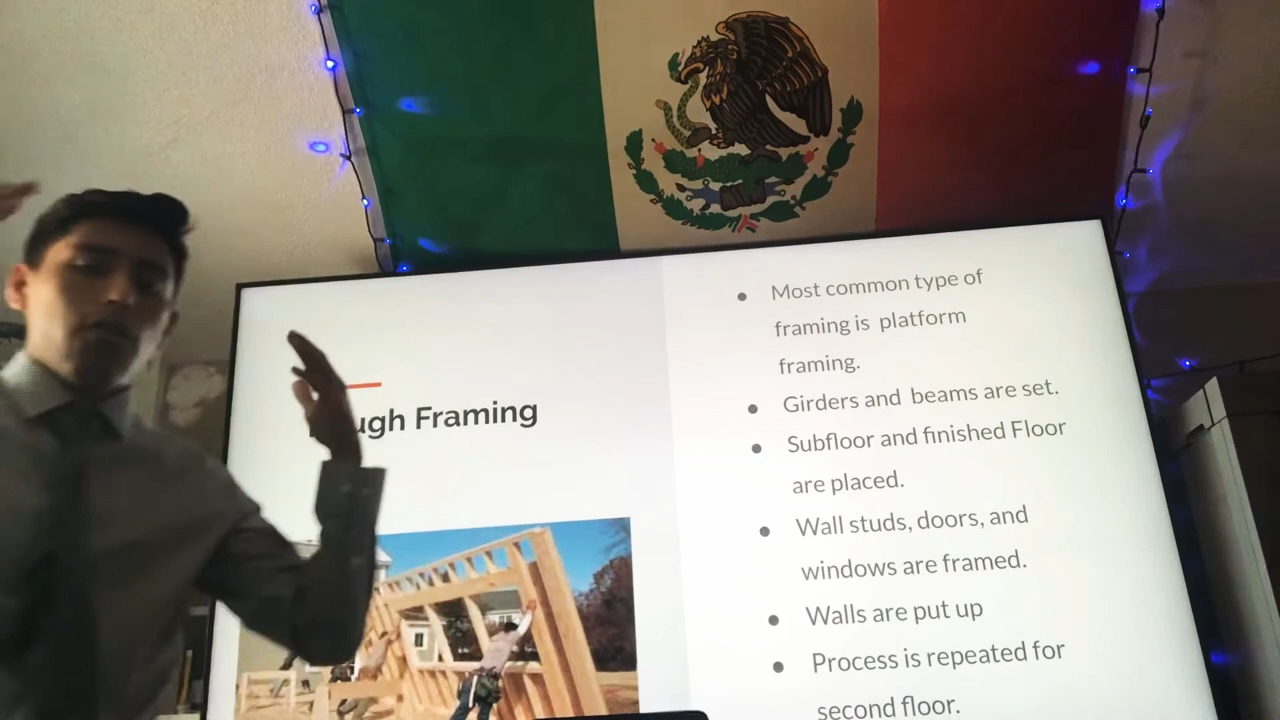 ugh Framing
Most common type of
framing is platform
framing.
Girders and beams are set.
Subfloor and finished Floor
are placed.
Wall studs, doors, and
windows are framed.
Walls are put up
Process is repeated for
second floor.